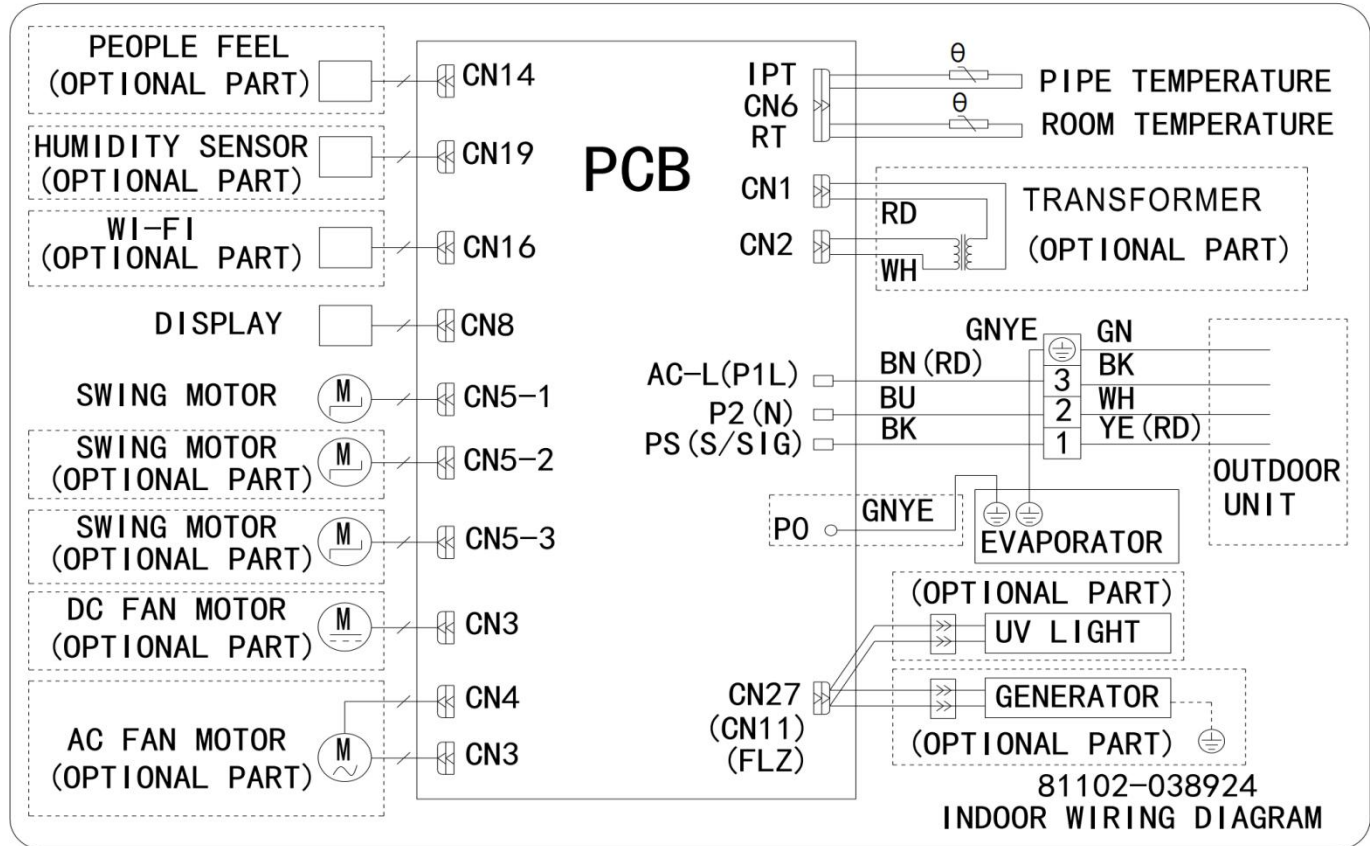 PEOPLE FEEL
(OPTIONAL PART)
CN14
HUMIDITY SENSOR
(OPTIONAL PART)
CN19
WI-FI
(OPTIONAL PART)
CN16
DISPLAY
CN8
SWING MOTOR
M
CN5-1
SWING MOTOR
(OPTIONAL PART)
M
CN5-2
SWING MOTOR
(OPTIONAL PART)
M
CN5-3
DC FAN MOTOR
(OPTIONAL PART)
M
CN3
AC FAN MOTOR
(OPTIONAL PART)
M
CN4
CN3
PCB
IPT
CN6
RT
θ
PIPE TEMPERATURE
θ
ROOM TEMPERATURE
CN1
CN2
RD
WH
TRANSFORMER
(OPTIONAL PART)
AC-L(P1L)
P2(N)
PS(S/SIG)
BN(RD)
BU
BK
GNYE
3
2
1
GN
BK
WH
YE(RD)
OUTDOOR
UNIT
P0
GNYE
EVAPORATOR
(OPTIONAL PART)
UV LIGHT
CN27
(CN11)
(FLZ)
GENERATOR
(OPTIONAL PART)
81102-038924
INDOOR WIRING DIAGRAM